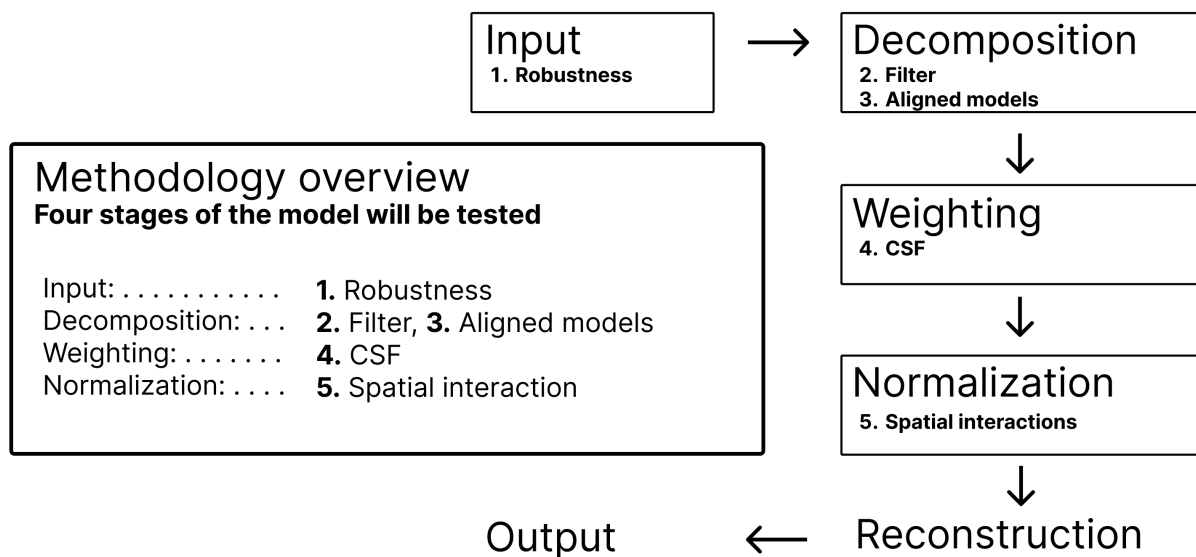 Input
1. Robustness
Decomposition
2. Filter
3. Aligned models
Methodology overview
Four stages of the model will be tested
Input: . . . . . . . . . . . 1. Robustness
Decomposition: . . . 2. Filter, 3. Aligned models
Weighting: . . . . . . . 4. CSF
Normalization: . . . . 5. Spatial interaction
Weighting
4. CSF
Normalization
5. Spatial interactions
Output
Reconstruction